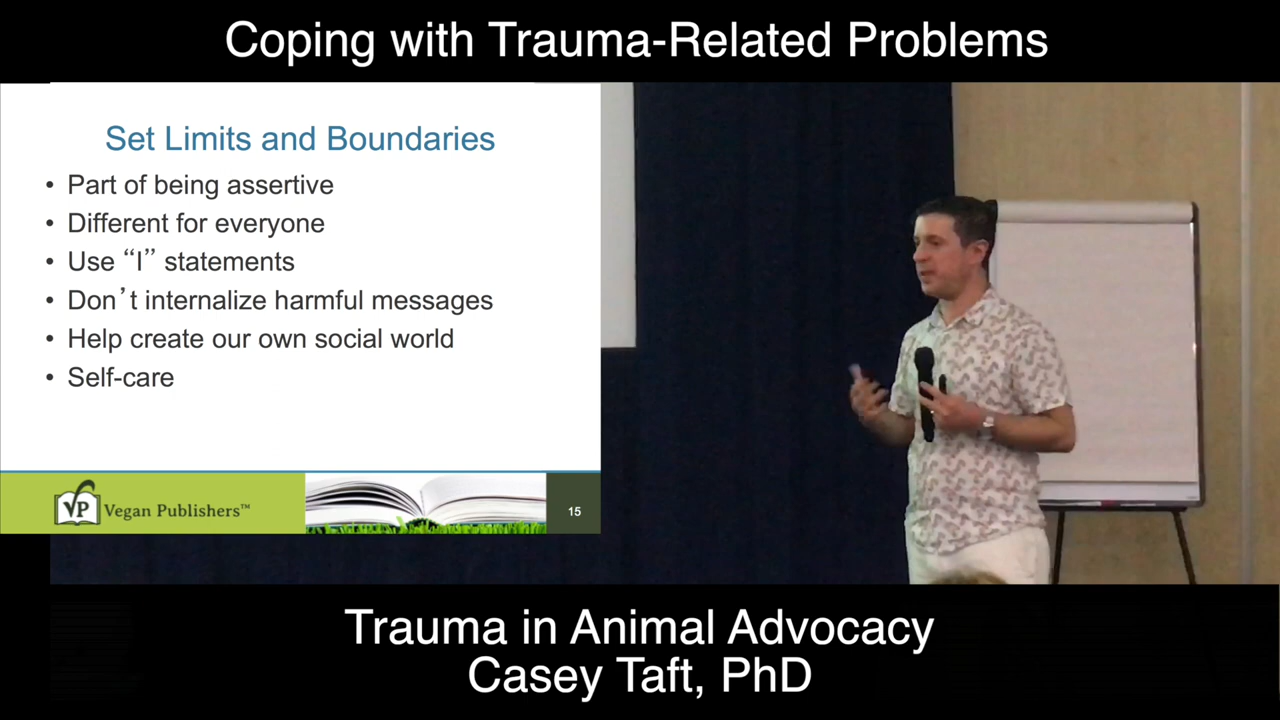 Coping with Trauma-Related Problems
Set Limits and Boundaries
• Part of being assertive
• Different for everyone
• Use “I” statements
• Don’t internalize harmful messages
• Help create our own social world
• Self-care
VP Vegan Publishers™
15
Trauma in Animal Advocacy
Casey Taft, PhD